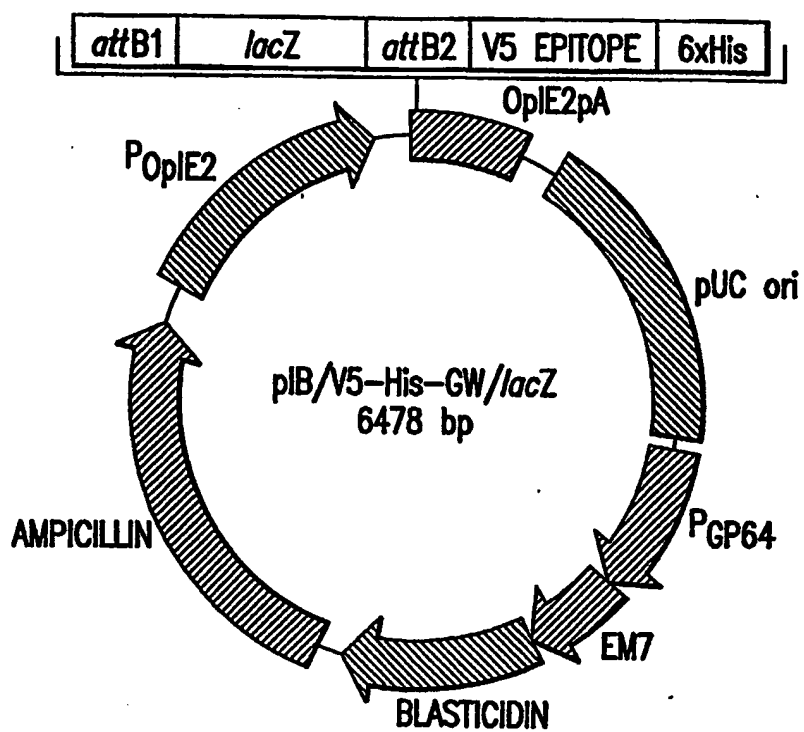 attB1 lacZ attB2 V5 EPITOPE 6xHis
OpIE2pA
POpIE2
pUC ori
pIB/V5-His-GW/lacZ
6478 bp
PGP64
AMPICILLIN
EM7
BLASTICIDIN